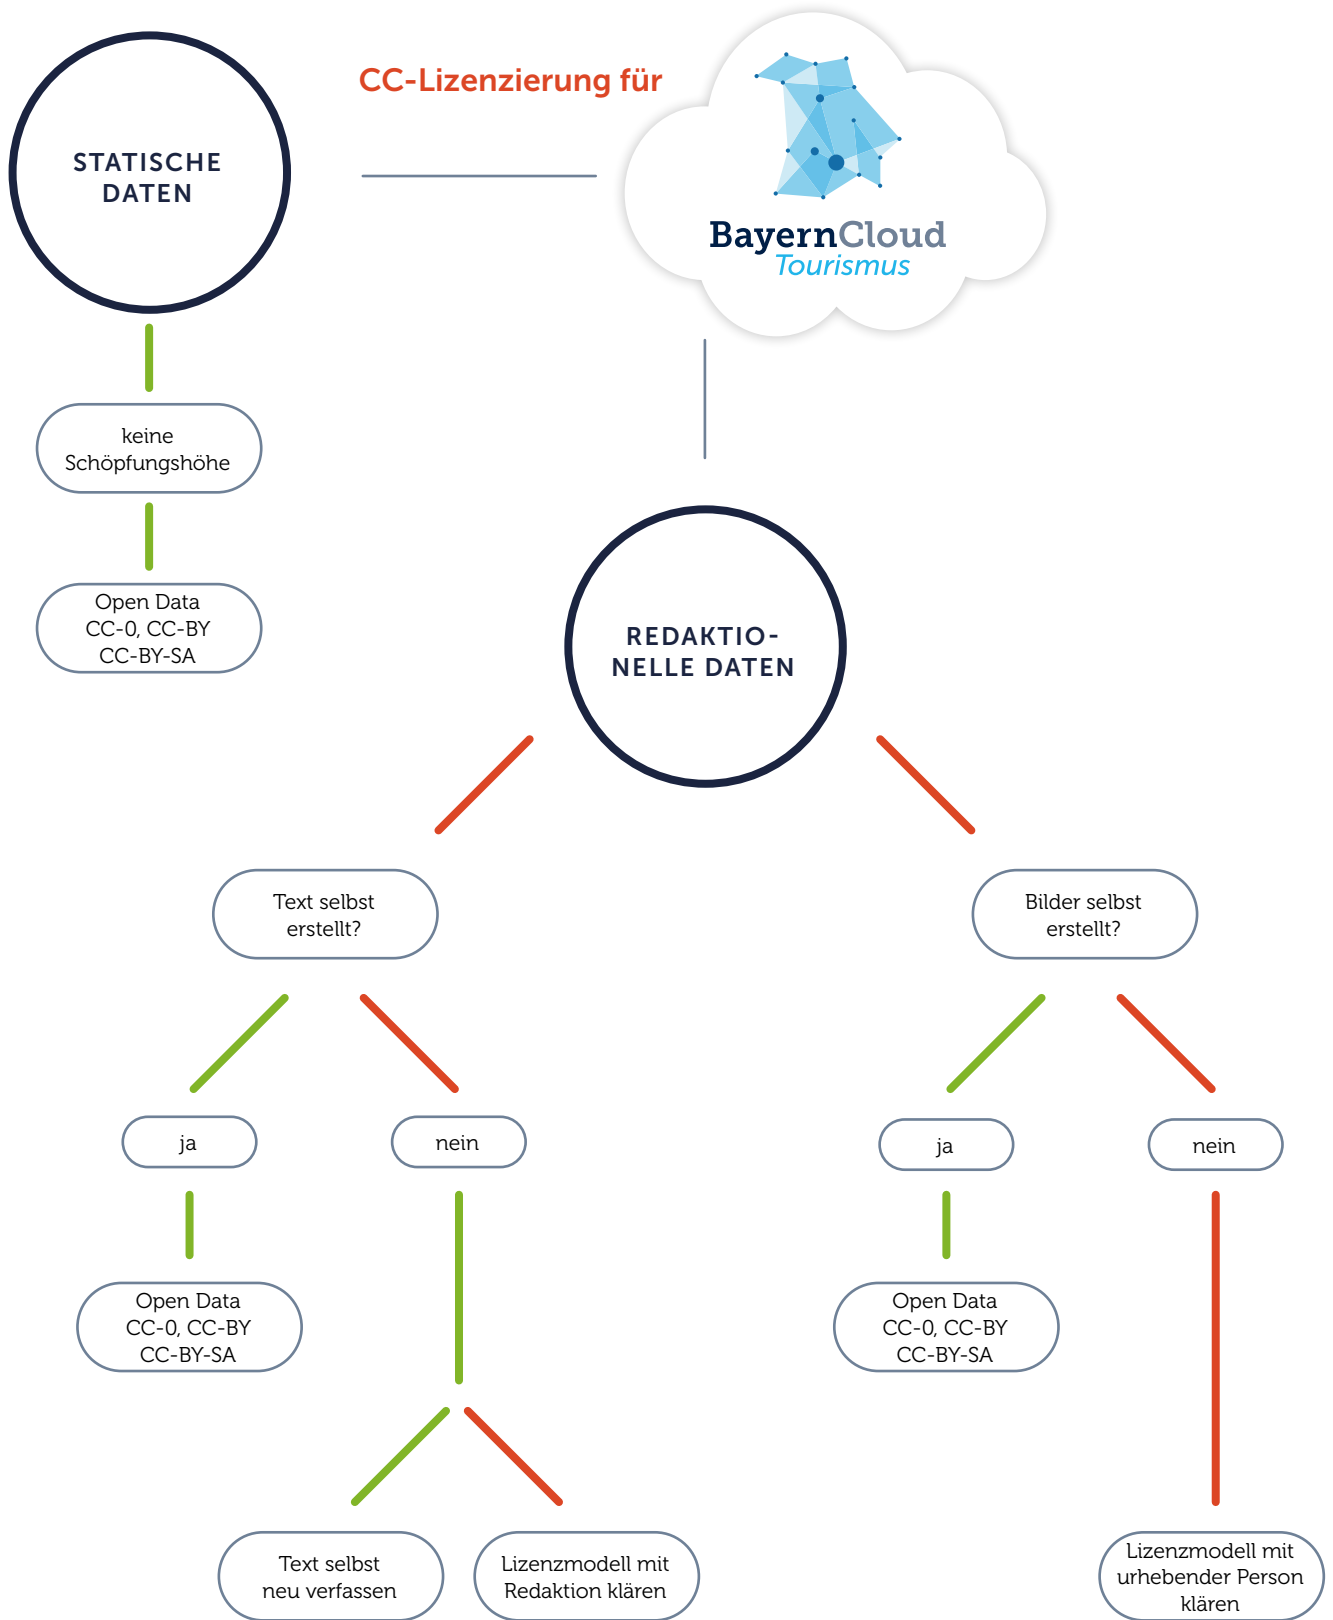 CC-Lizenzierung für
BayernCloud
Tourismus
STATISCHE
DATEN
keine
Schöpfungshöhe
Open Data
CC-0, CC-BY
CC-BY-SA
REDAKTIO-
NELLE DATEN
Text selbst
erstellt?
ja
Open Data
CC-0, CC-BY
CC-BY-SA
nein
Text selbst
neu verfassen
Lizenzmodell mit
Redaktion klären
Bilder selbst
erstellt?
ja
Open Data
CC-0, CC-BY
CC-BY-SA
nein
Lizenzmodell mit
urhebender Person
klären